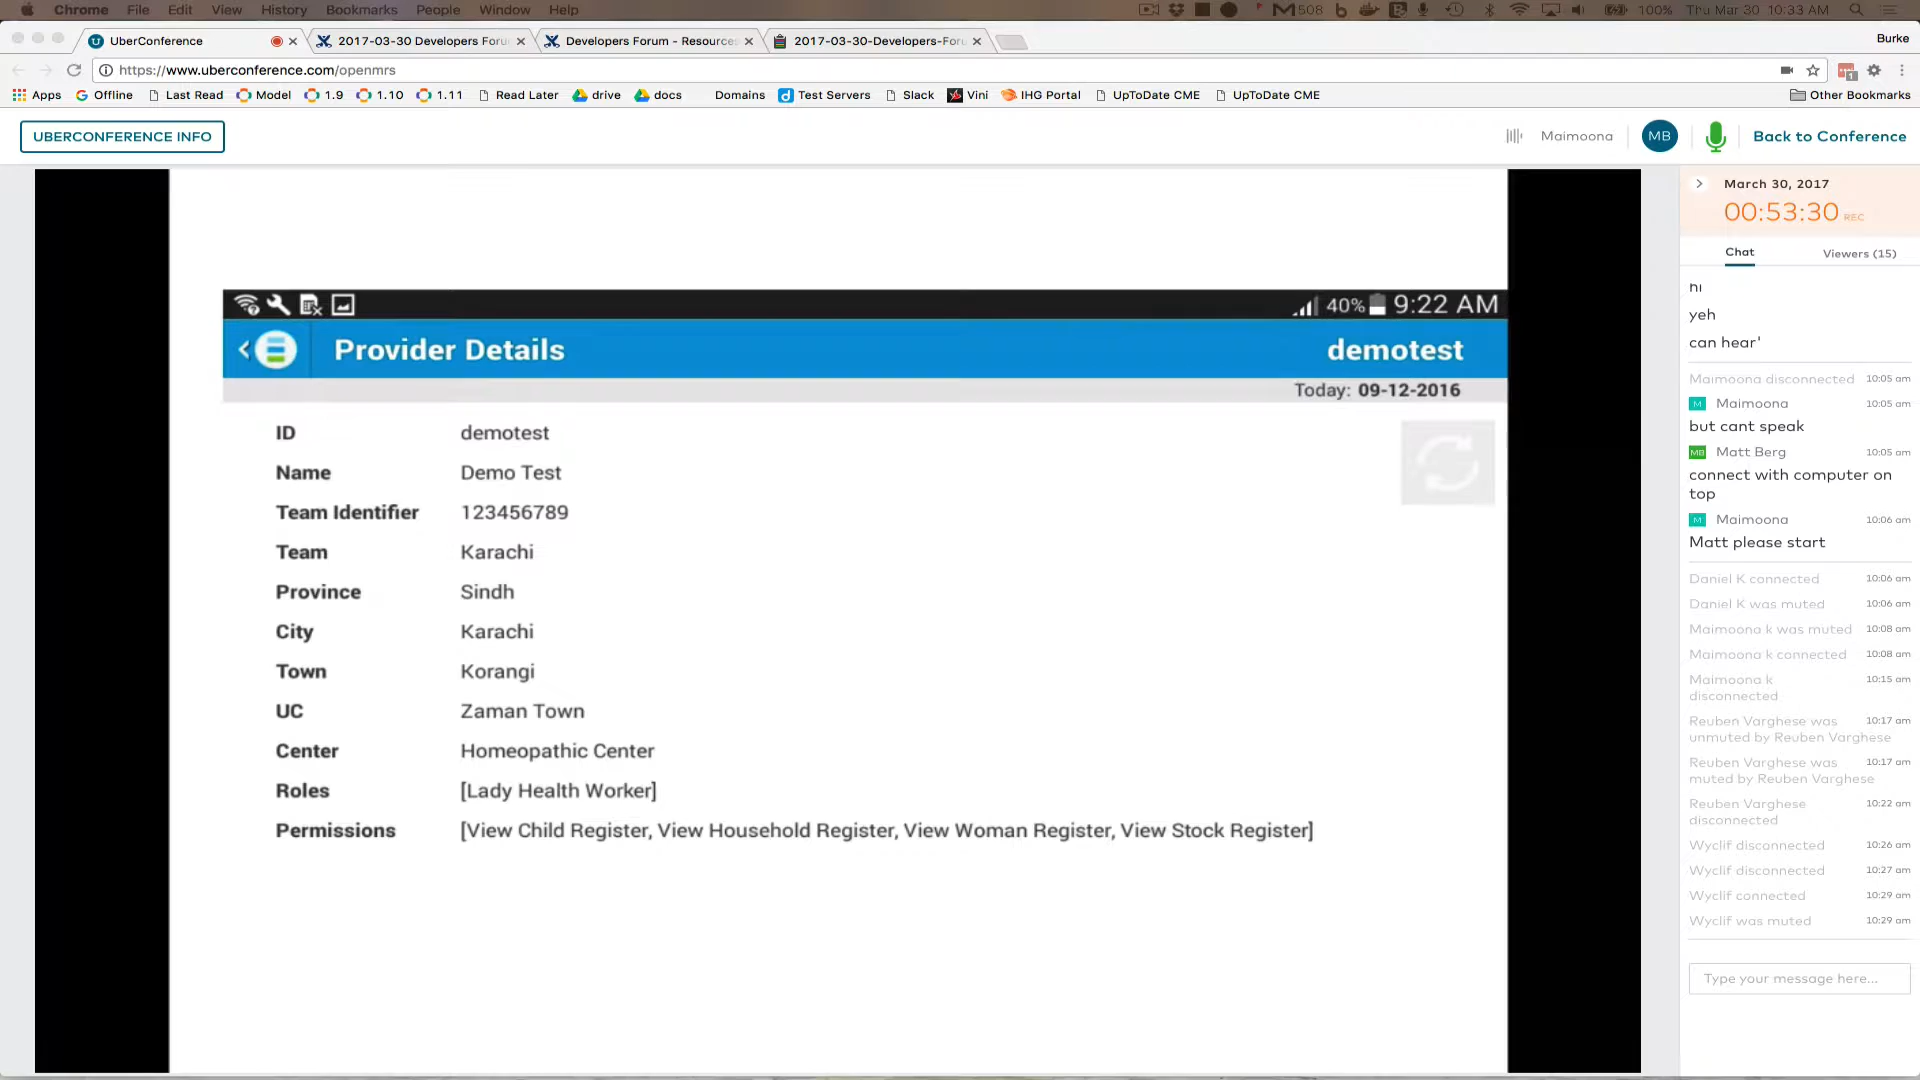 Chrome File Edit View History Bookmarks People Window Help 508 100% Thu Mar 30 10:33 AM
UberConference 2017-03-30 Developers Foru Developers Forum - Resources 2017-03-30-Developers-For Burke
https://www.uberconference.com/openmrs
Apps Offline Last Read Model 1.9 1.10 1.11 Read Later drive docs Domains Test Servers Slack Vini IHG Portal UpToDate CME UpToDate CME Other Bookmarks
UBERCONFERENCE INFO Maimoona MB Back to Conference
40% 9:22 AM
Provider Details demotest
Today: 09-12-2016
ID demotest
Name Demo Test
Team Identifier 123456789
Team Karachi
Province Sindh
City Karachi
Town Korangi
UC Zaman Town
Center Homeopathic Center
Roles [Lady Health Worker]
Permissions [View Child Register, View Household Register, View Woman Register, View Stock Register]
March 30, 2017
00:53:30 REC
Chat Viewers (15)
hi
yeh
can hear'
Maimoona disconnected 10:05 am
M Maimoona 10:05 am
but cant speak
MB Matt Berg 10:05 am
connect with computer on
top
M Maimoona 10:06 am
Matt please start
Daniel K connected 10:06 am
Daniel K was muted 10:06 am
Maimoona k was muted 10:08 am
Maimoona k connected 10:08 am
Maimoona k 10:15 am
disconnected
Reuben Varghese was 10:17 am
unmuted by Reuben Varghese
Reuben Varghese was 10:17 am
muted by Reuben Varghese
Reuben Varghese 10:22 am
disconnected
Wyclif disconnected 10:26 am
Wyclif disconnected 10:27 am
Wyclif connected 10:29 am
Wyclif was muted 10:29 am
Type your message here...